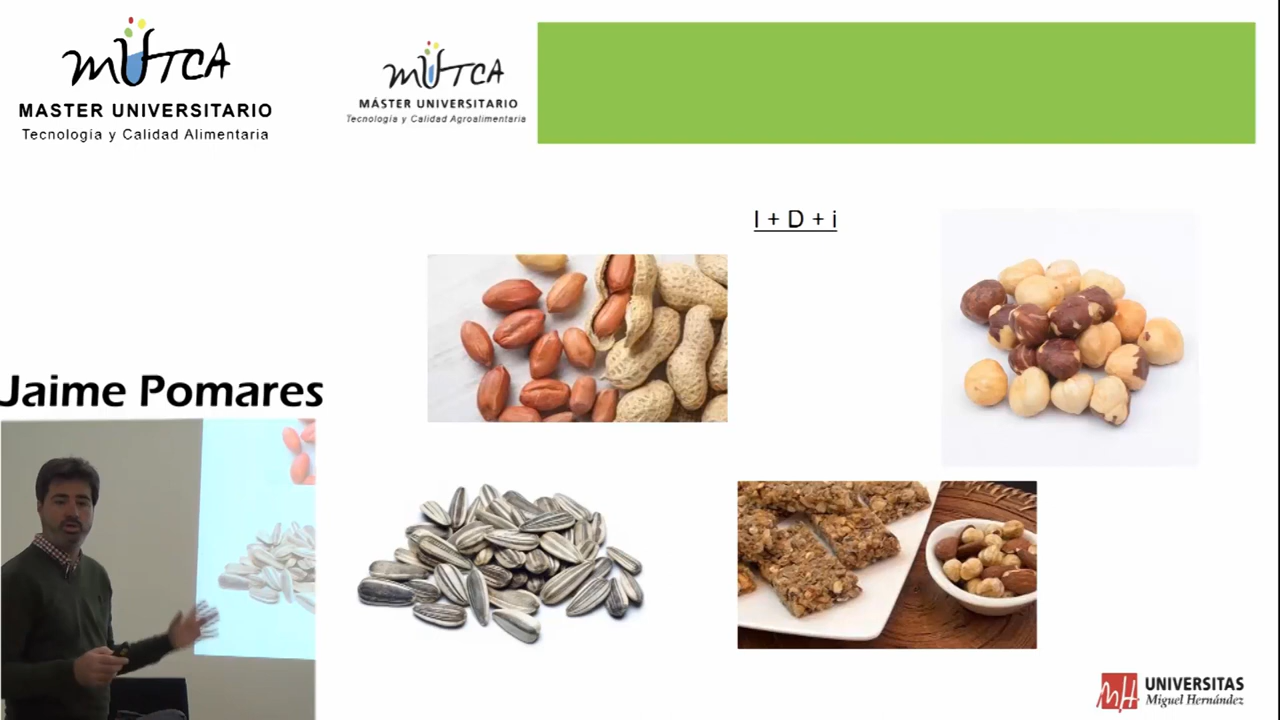 MUTCA
MASTER UNIVERSITARIO
Tecnología y Calidad Alimentaria
MUTCA
MÁSTER UNIVERSITARIO
Tecnología y Calidad Agroalimentaria
I + D + i
Jaime Pomares
UNIVERSITAS
Miguel Hernández